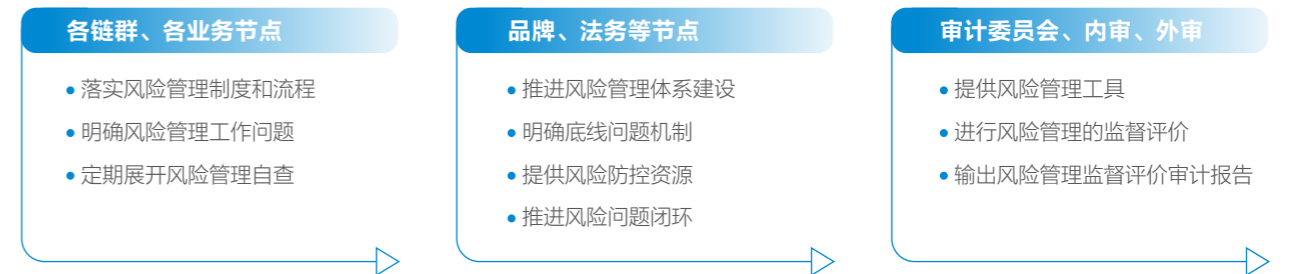 各链群、各业务节点
• 落实风险管理制度和流程
• 明确风险管理工作问题
• 定期展开风险管理自查
品牌、法务等节点
• 推进风险管理体系建设
• 明确底线问题机制
• 提供风险防控资源
• 推进风险问题闭环
审计委员会、内审、外审
• 提供风险管理工具
• 进行风险管理的监督评价
• 输出风险管理监督评价审计报告